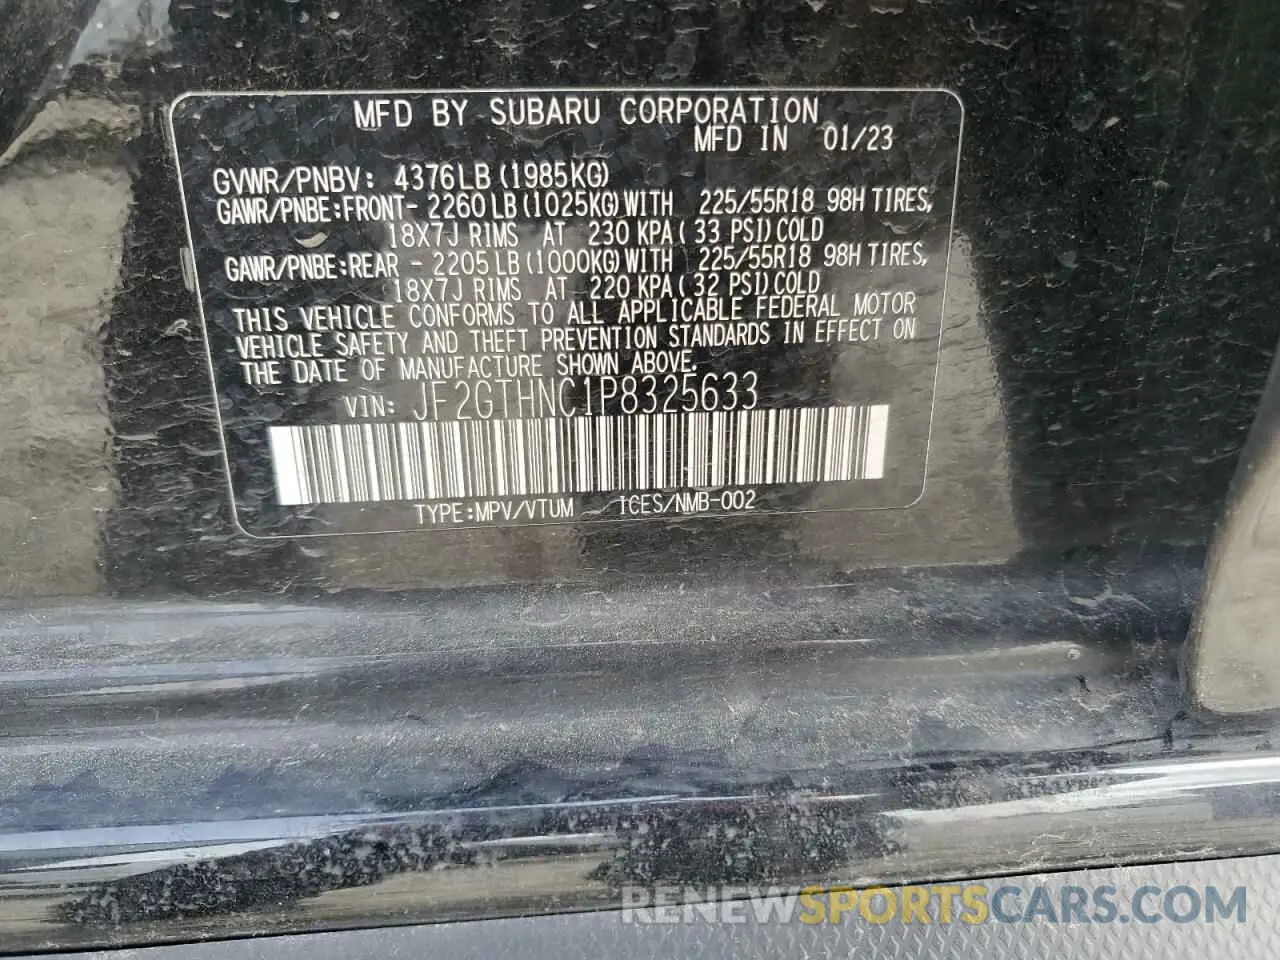 MFD BY SUBARU CORPORATION
MFD IN 01/23
GVWR/PNBV: 4376LB (1985KG)
GAWR/PNBE:FRONT- 2260LB (1025KG) WITH 225/55R18 98H TIRES,
18X7J RIMS AT 230 KPA ( 33 PSI) COLD
GAWR/PNBE:REAR - 2205LB (1000KG) WITH 225/55R18 98H TIRES,
18X7J RIMS AT 220 KPA ( 32 PSI) COLD
THIS VEHICLE CONFORMS TO ALL APPLICABLE FEDERAL MOTOR
VEHICLE SAFETY AND THEFT PREVENTION STANDARDS IN EFFECT ON
THE DATE OF MANUFACTURE SHOWN ABOVE.
VIN: JF2GTHNC1P8325633
TYPE:MPV/VTUM ICES/NMB-002
RENEWSPORTSCARS.COM